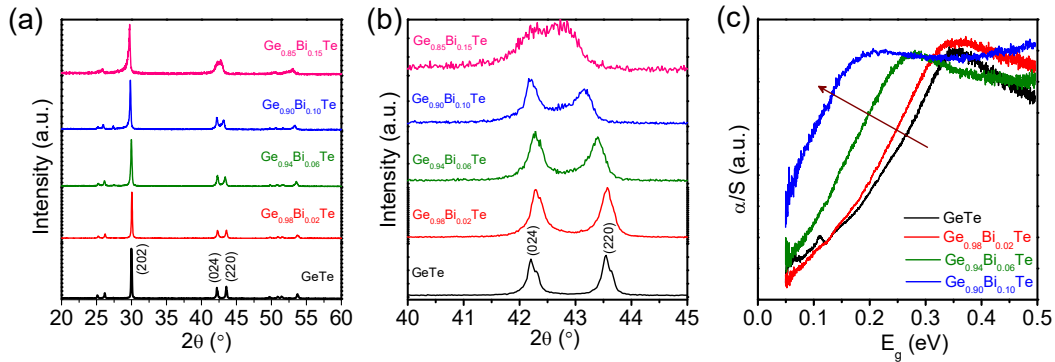 (a)
Intensity (a.u.)
Ge0.85Bi0.15Te
Ge0.90Bi0.10Te
Ge0.94Bi0.06Te
Ge0.98Bi0.02Te
GeTe
(202)
(024)
(220)
20 25 30 35 40 45 50 55 60
2θ (°)
(b)
Intensity (a.u.)
Ge0.85Bi0.15Te
Ge0.90Bi0.10Te
Ge0.94Bi0.06Te
Ge0.98Bi0.02Te
GeTe
(024)
(220)
40 41 42 43 44 45
2θ (°)
(c)
α/S (a.u.)
GeTe
Ge0.98Bi0.02Te
Ge0.94Bi0.06Te
Ge0.90Bi0.10Te
0.0 0.1 0.2 0.3 0.4 0.5
Eg (eV)